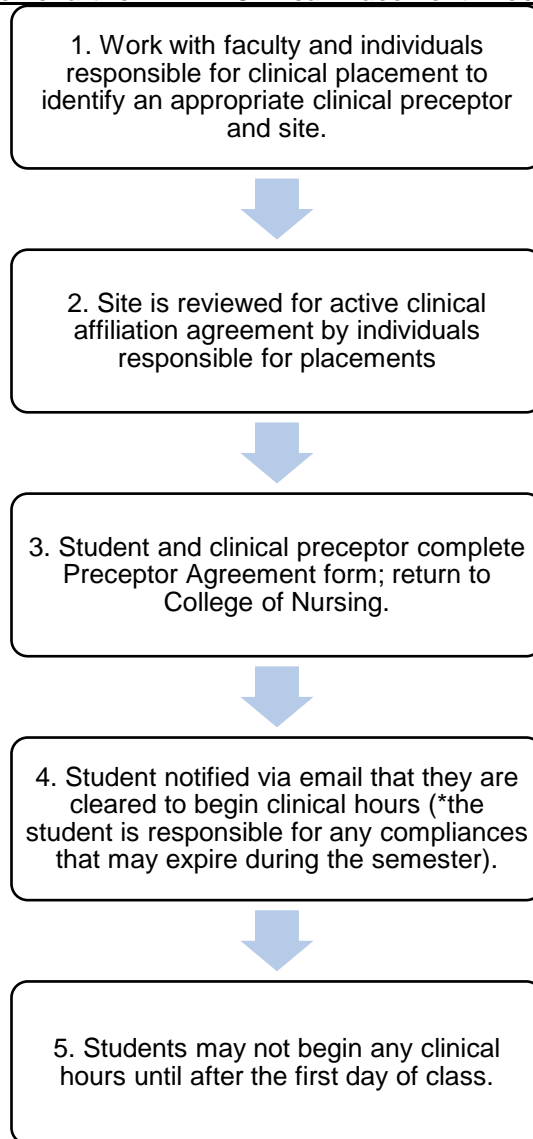 1. Work with faculty and individuals
responsible for clinical placement to
identify an appropriate clinical preceptor
and site.
2. Site is reviewed for active clinical
affiliation agreement by individuals
responsible for placements
3. Student and clinical preceptor complete
Preceptor Agreement form; return to
College of Nursing.
4. Student notified via email that they are
cleared to begin clinical hours (*the
student is responsible for any compliances
that may expire during the semester).
5. Students may not begin any clinical
hours until after the first day of class.